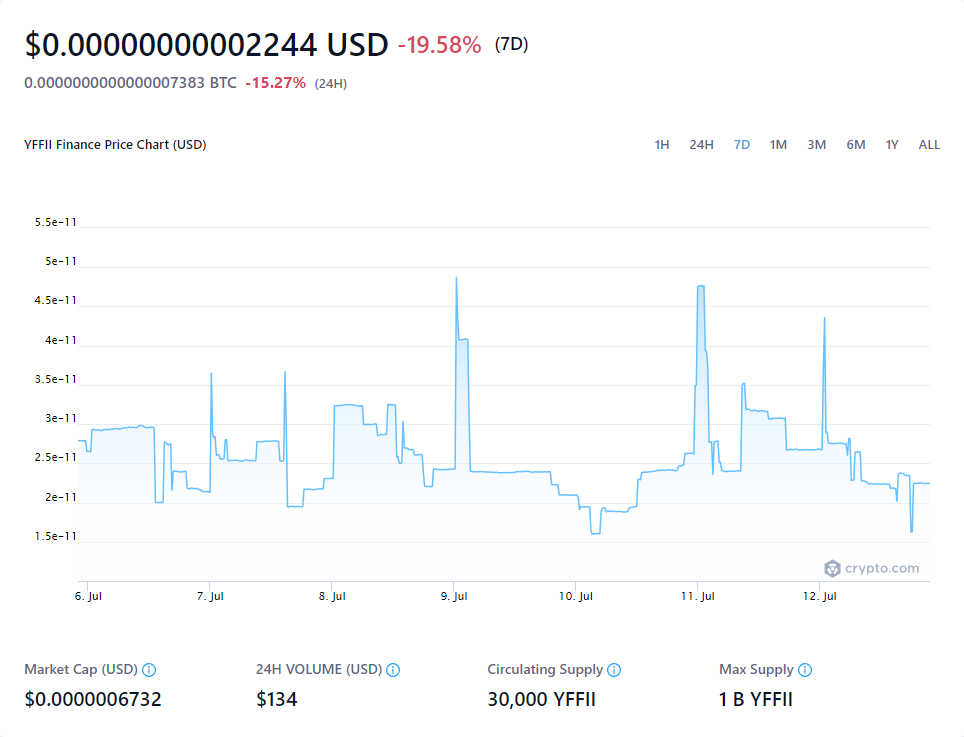 $0.00000000002244 USD -19.58% (7D)
0.0000000000000007383 BTC -15.27% (24H)
YFFII Finance Price Chart (USD) 1H 24H 7D 1M 3M 6M 1Y ALL
5.5e-11
5e-11
4.5e-11
4e-11
3.5e-11
3e-11
2.5e-11
2e-11
1.5e-11
crypto.com
6. Jul 7. Jul 8. Jul 9. Jul 10. Jul 11. Jul 12. Jul
Market Cap (USD) 24H VOLUME (USD) Circulating Supply Max Supply
$0.0000006732 $134 30,000 YFFII 1 B YFFII